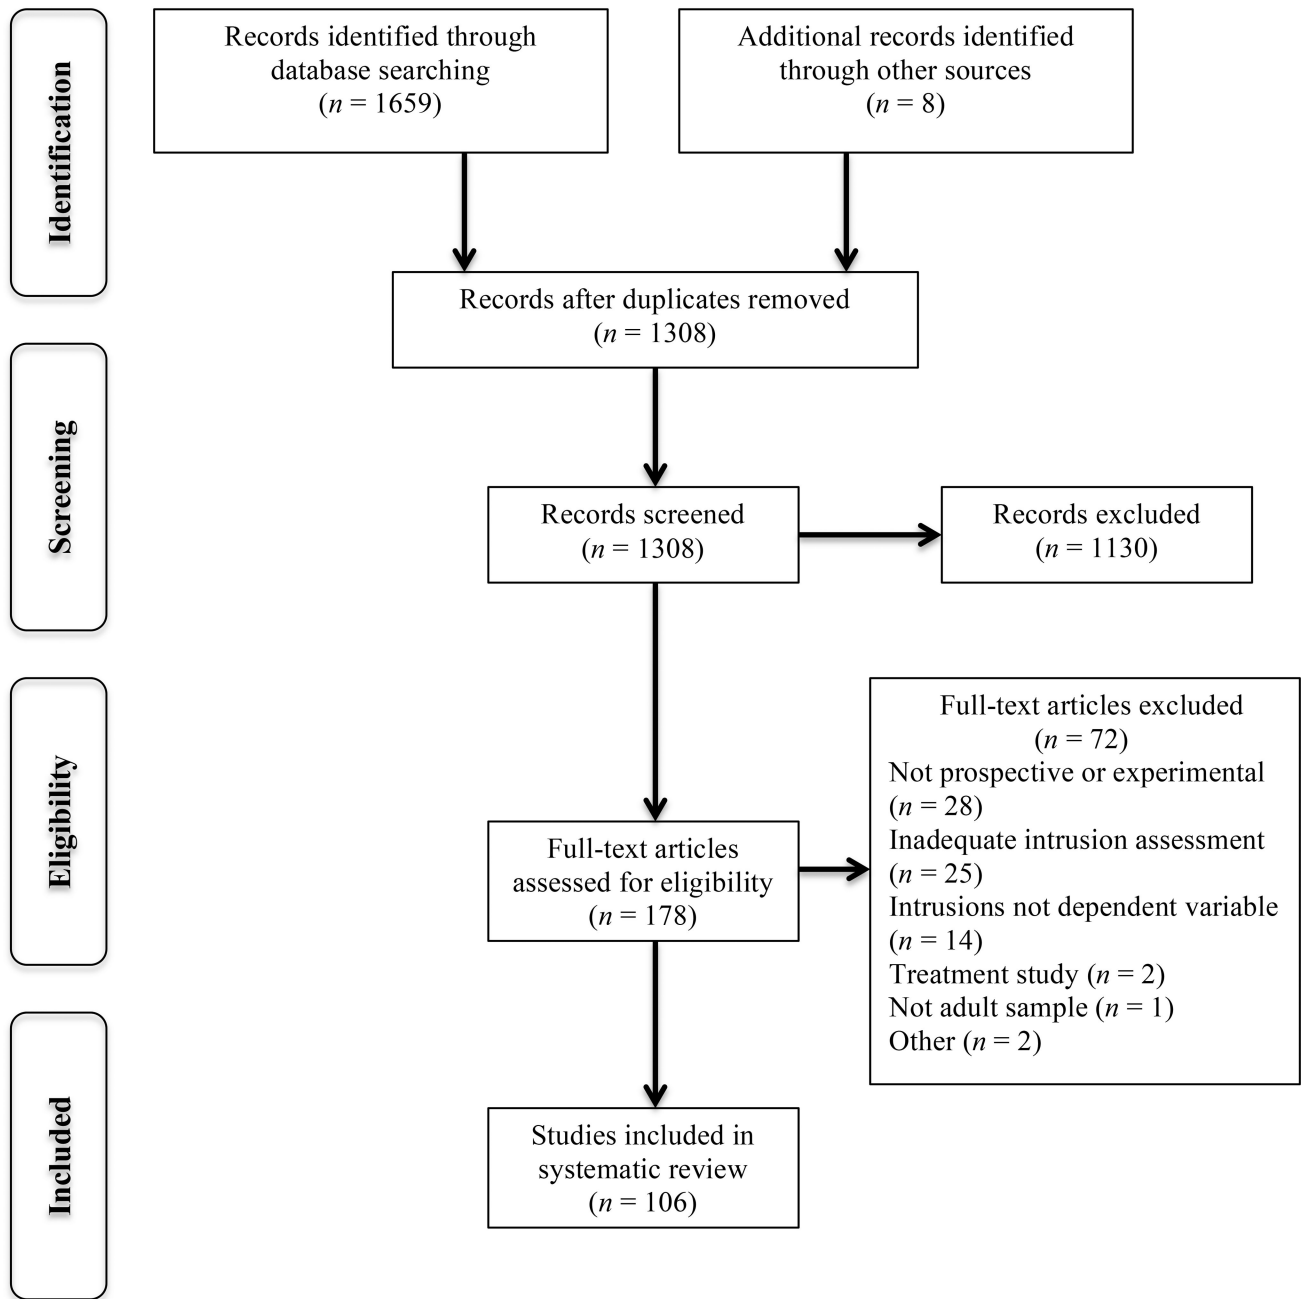 Identification
Records identified through
database searching
(n = 1659)
Additional records identified
through other sources
(n = 8)
Records after duplicates removed
(n = 1308)
Screening
Records screened
(n = 1308)
Records excluded
(n = 1130)
Eligibility
Full-text articles
assessed for eligibility
(n = 178)
Full-text articles excluded
(n = 72)
Not prospective or experimental
(n = 28)
Inadequate intrusion assessment
(n = 25)
Intrusions not dependent variable
(n = 14)
Treatment study (n = 2)
Not adult sample (n = 1)
Other (n = 2)
Included
Studies included in
systematic review
(n = 106)